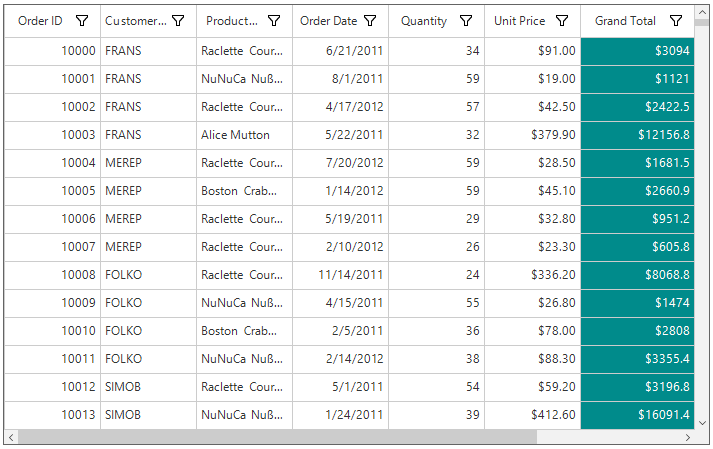 Order ID Customer... Product... Order Date Quantity Unit Price Grand Total
10000 FRANS Raclette Cour... 6/21/2011 34 $91.00 $3094
10001 FRANS NuNuCa Nuß... 8/1/2011 59 $19.00 $1121
10002 FRANS Raclette Cour... 4/17/2012 57 $42.50 $2422.5
10003 FRANS Alice Mutton 5/22/2011 32 $379.90 $12156.8
10004 MEREP Raclette Cour... 7/20/2012 59 $28.50 $1681.5
10005 MEREP Boston Crab... 1/14/2012 59 $45.10 $2660.9
10006 MEREP Raclette Cour... 5/19/2011 29 $32.80 $951.2
10007 MEREP Raclette Cour... 2/10/2012 26 $23.30 $605.8
10008 FOLKO Raclette Cour... 11/14/2011 24 $336.20 $8068.8
10009 FOLKO NuNuCa Nuß... 4/15/2011 55 $26.80 $1474
10010 FOLKO Boston Crab... 2/5/2011 36 $78.00 $2808
10011 FOLKO NuNuCa Nuß... 2/14/2012 38 $88.30 $3355.4
10012 SIMOB Raclette Cour... 5/1/2011 54 $59.20 $3196.8
10013 SIMOB NuNuCa Nuß... 1/24/2011 39 $412.60 $16091.4